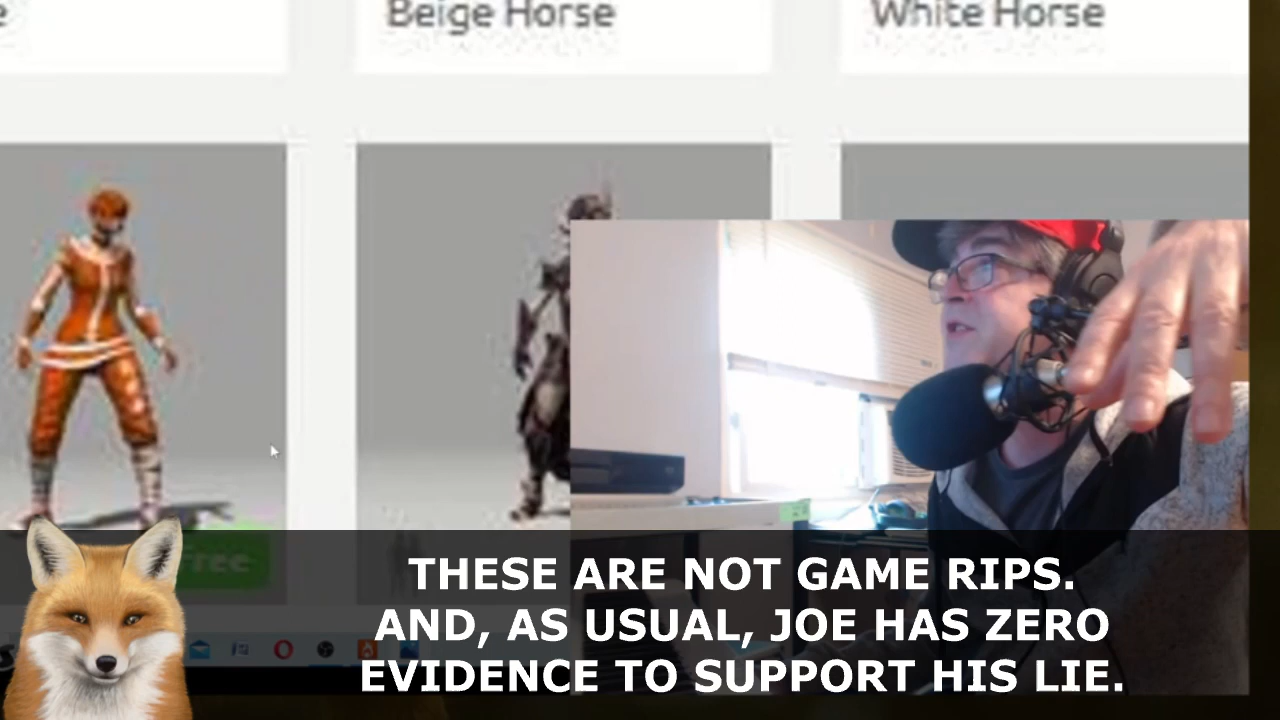 Beige Horse
White Horse
Free
THESE ARE NOT GAME RIPS.
AND, AS USUAL, JOE HAS ZERO
EVIDENCE TO SUPPORT HIS LIE.